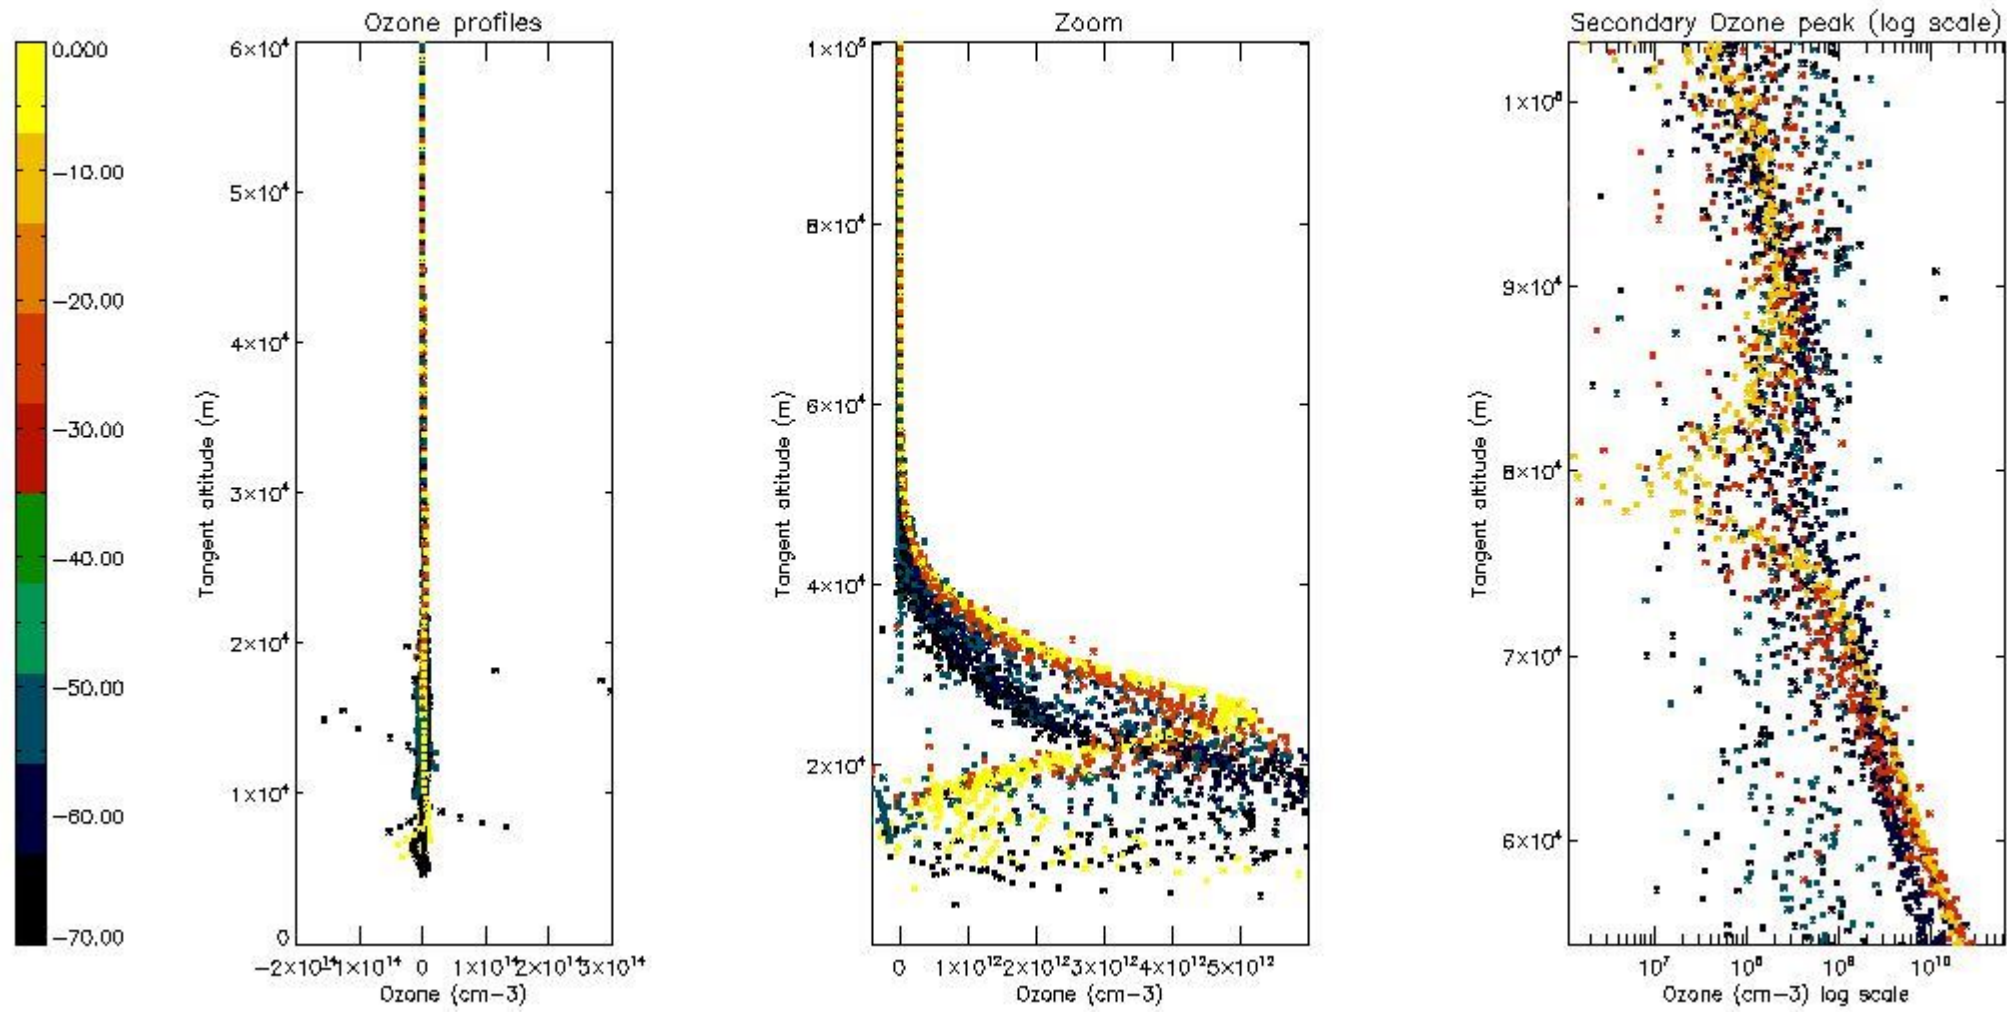 Ozone profiles
Zoom
Secondary Ozone peak (log scale)
0.000
-10.00
-20.00
-30.00
-40.00
-50.00
-60.00
-70.00
6×10⁴
5×10⁴
4×10⁴
3×10⁴
2×10⁴
1×10⁴
0
Tangent altitude (m)
-2×10¹⁴ -1×10¹⁴ 0 1×10¹⁴ 2×10¹⁴ 3×10¹⁴
Ozone (cm-3)
1×10⁵
8×10⁴
6×10⁴
4×10⁴
2×10⁴
Tangent altitude (m)
0 1×10¹² 2×10¹² 3×10¹² 4×10¹² 5×10¹²
Ozone (cm-3)
1×10⁵
9×10⁴
8×10⁴
7×10⁴
6×10⁴
Tangent altitude (m)
10⁷ 10⁸ 10⁹ 10¹⁰
Ozone (cm-3) log scale